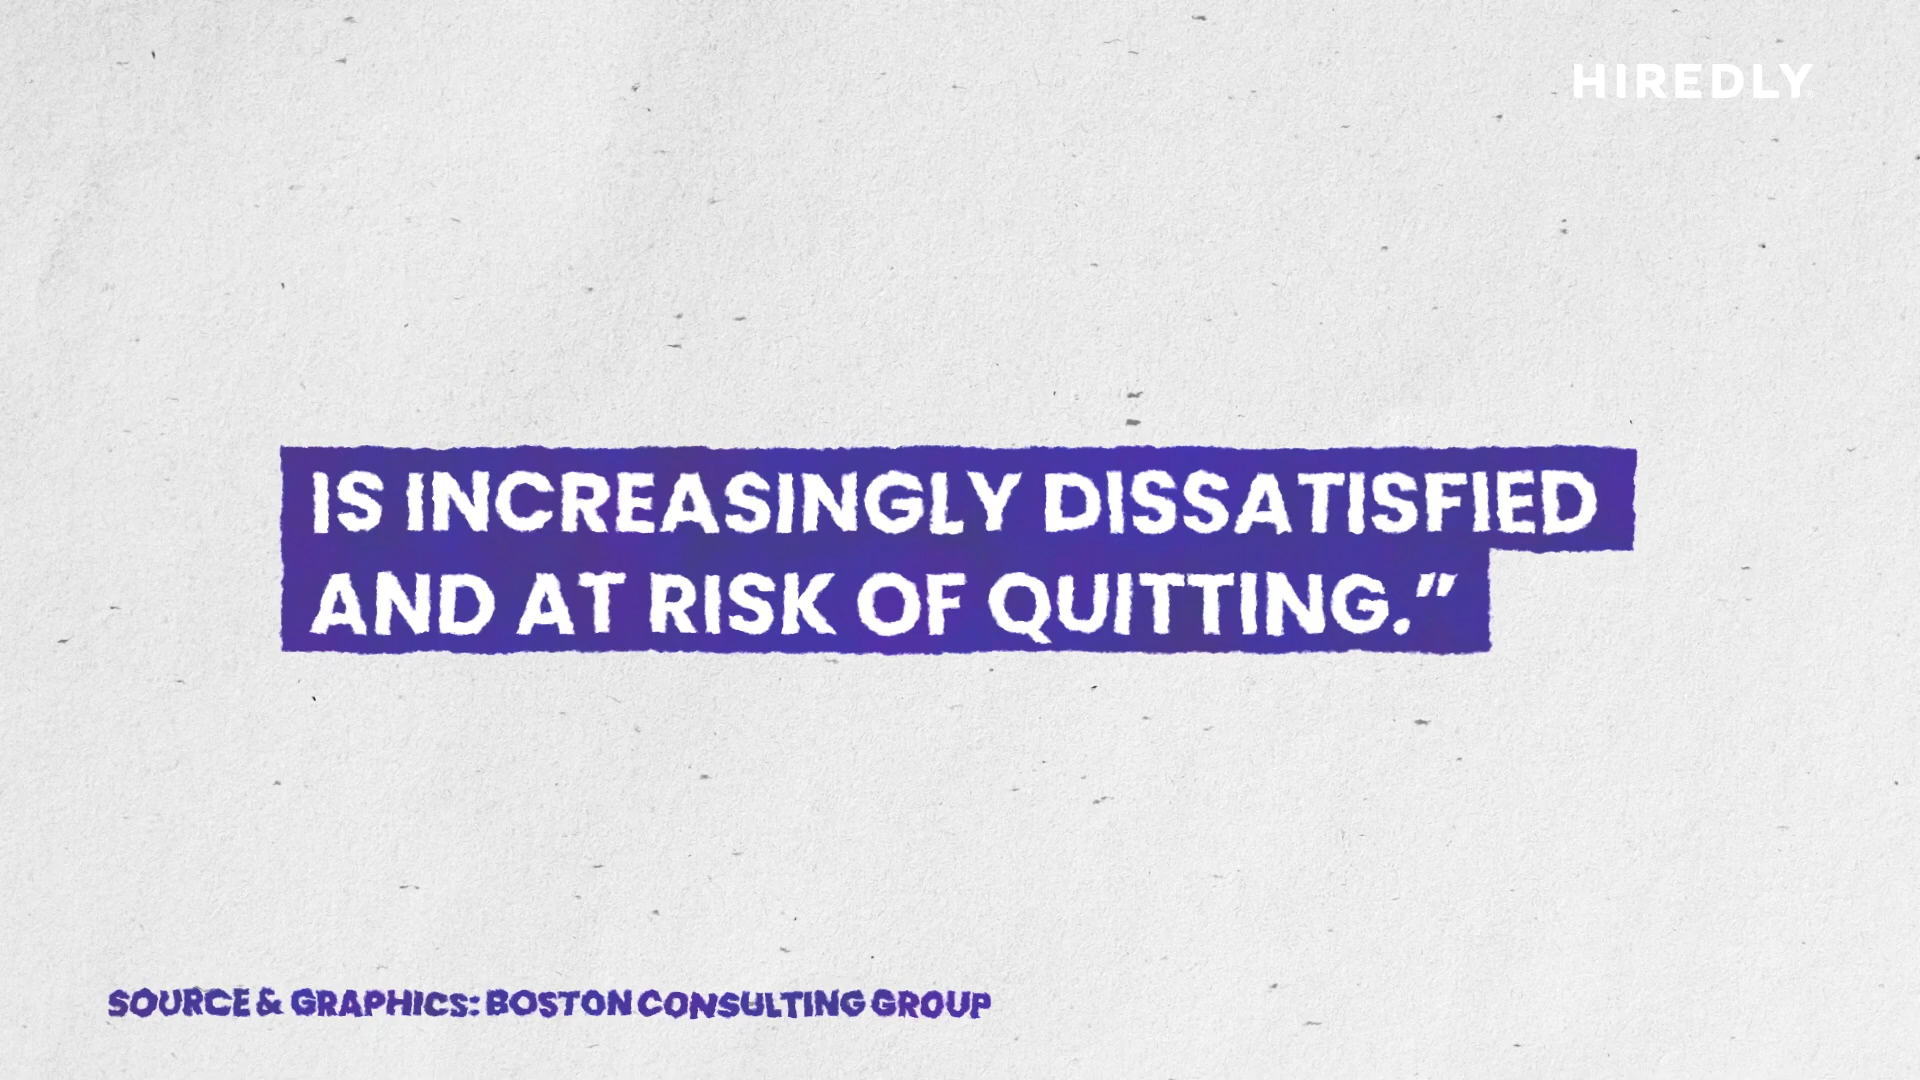 HIREDLY
IS INCREASINGLY DISSATISFIED
AND AT RISK OF QUITTING.”
SOURCE & GRAPHICS: BOSTON CONSULTING GROUP